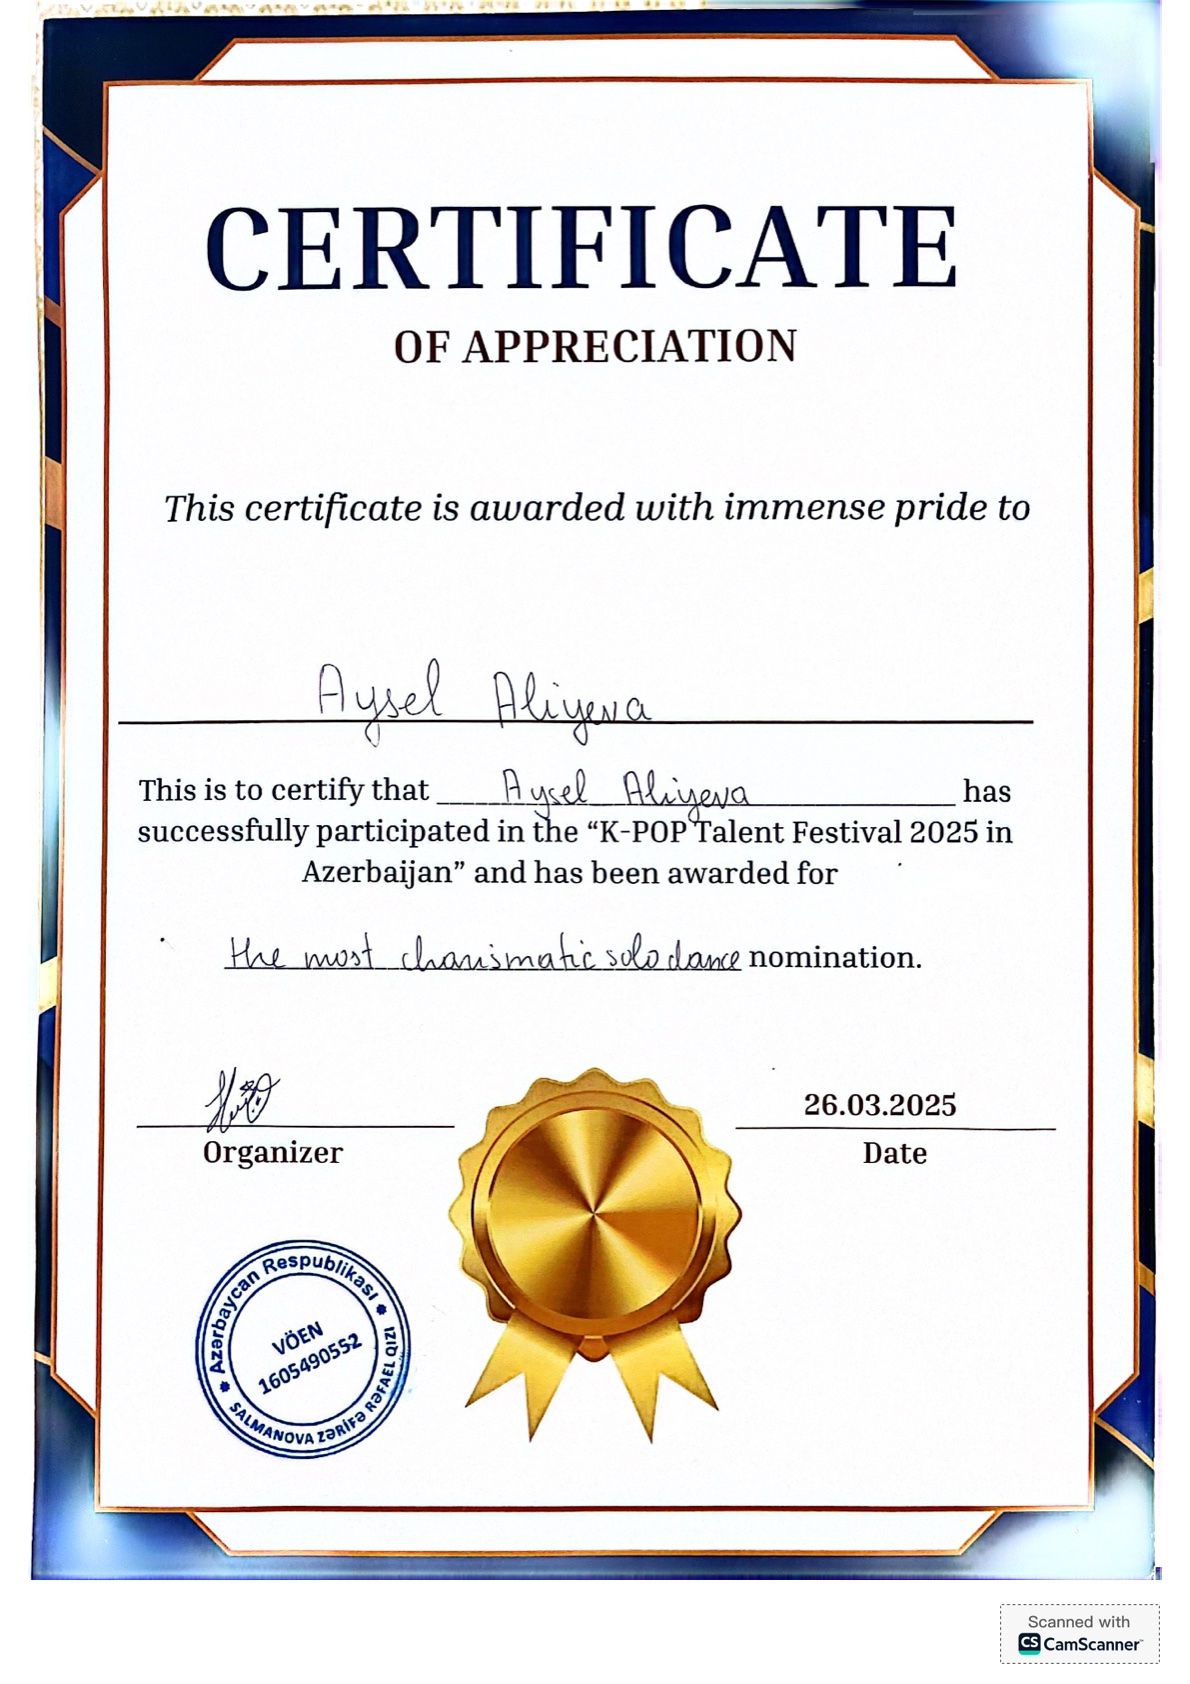 CERTIFICATE
OF APPRECIATION
This certificate is awarded with immense pride to
Aysel Aliyeva
This is to certify that Aysel Aliyeva has
successfully participated in the “K-POP Talent Festival 2025 in
Azerbaijan” and has been awarded for
the most charismatic solo dance nomination.
26.03.2025
Organizer
Date
Azərbaycan Respublikası
VÖEN
1605490552
SALMANOVA ZƏRİFƏ RƏFAEL QIZI
Scanned with
CS CamScanner